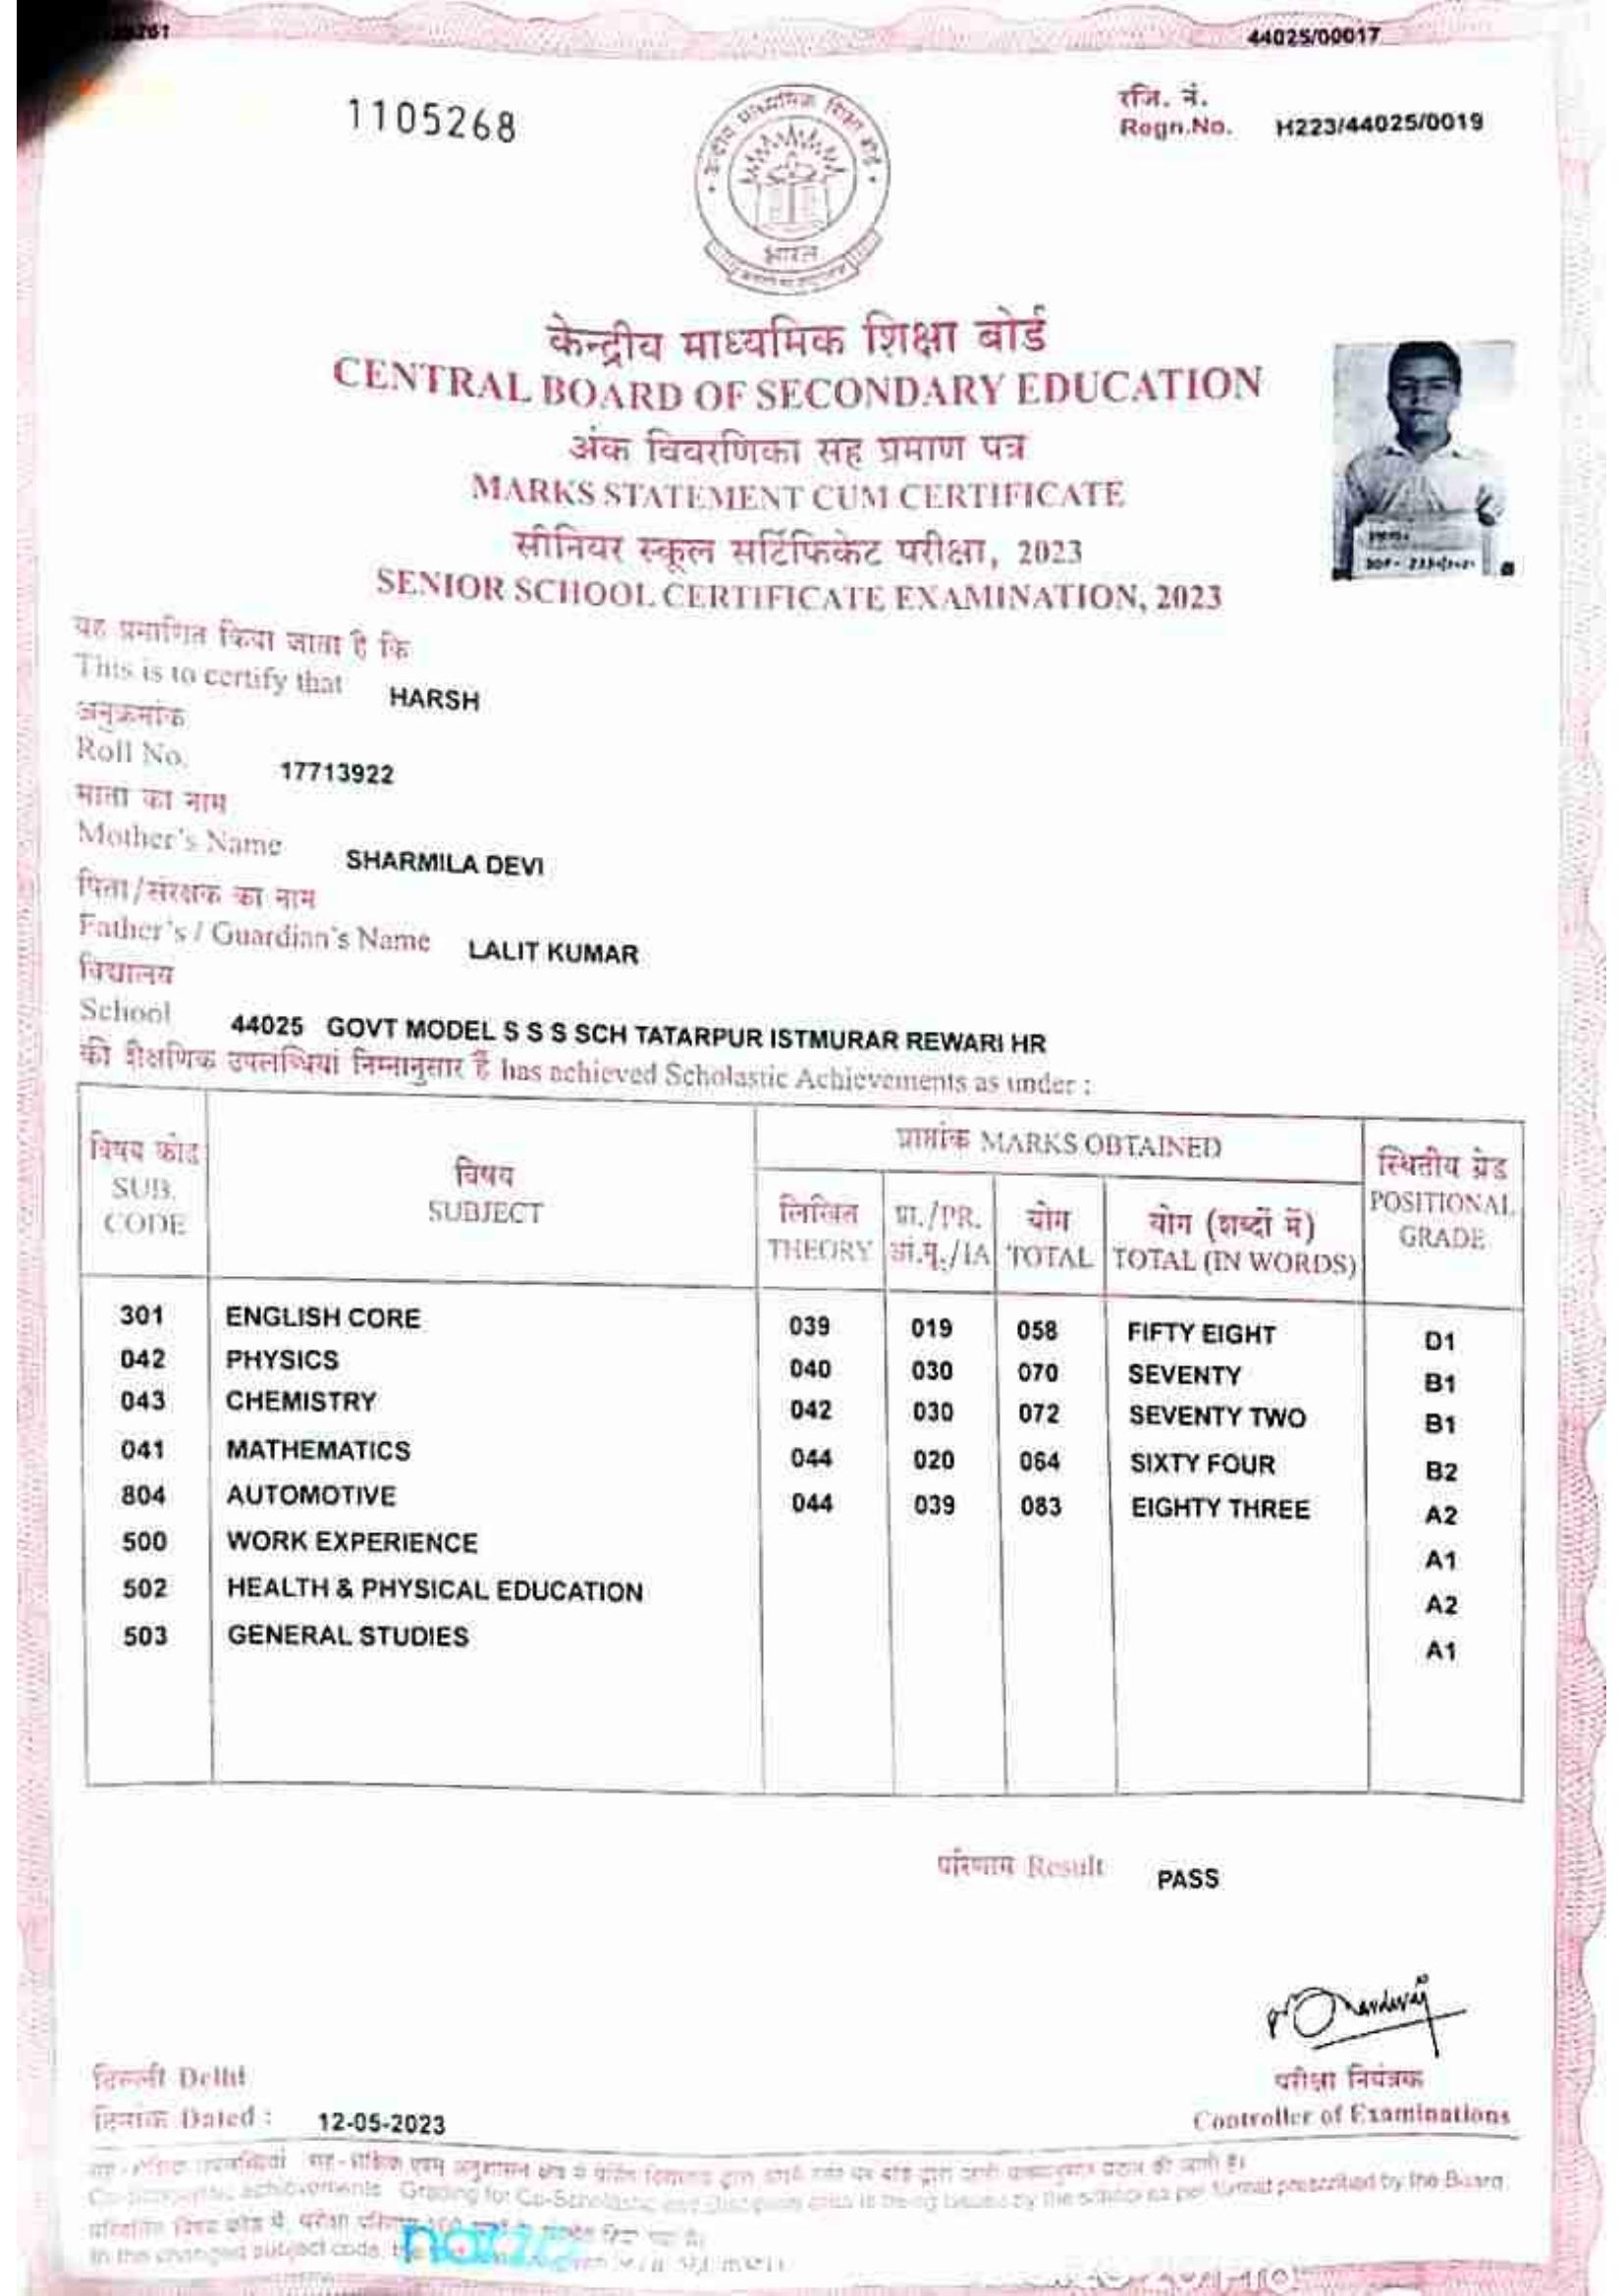 44025/00017
1105268
रजि. नं.
Regn.No. H223/44025/0019
भारत
केन्द्रीय माध्यमिक शिक्षा बोर्ड
CENTRAL BOARD OF SECONDARY EDUCATION
अंक विवरणिका सह प्रमाण पत्र
MARKS STATEMENT CUM CERTIFICATE
सीनियर स्कूल सर्टिफिकेट परीक्षा, 2023
SENIOR SCHOOL CERTIFICATE EXAMINATION, 2023
यह प्रमाणित किया जाता है कि
This is to certify that HARSH
अनुक्रमांक
Roll No. 17713922
माता का नाम
Mother's Name SHARMILA DEVI
पिता/संरक्षक का नाम
Father's / Guardian's Name LALIT KUMAR
विद्यालय
School 44025 GOVT MODEL S S S SCH TATARPUR ISTMURAR REWARI HR
की शैक्षणिक उपलब्धियां निम्नानुसार हैं has achieved Scholastic Achievements as under :
विषय कोड SUB. CODE विषय SUBJECT प्राप्तांक MARKS OBTAINED स्थितीय ग्रेड POSITIONAL GRADE
लिखित THEORY प्रा./PR. आं.मू./IA योग TOTAL योग (शब्दों में) TOTAL (IN WORDS)
301 ENGLISH CORE 039 019 058 FIFTY EIGHT D1
042 PHYSICS 040 030 070 SEVENTY B1
043 CHEMISTRY 042 030 072 SEVENTY TWO B1
041 MATHEMATICS 044 020 064 SIXTY FOUR B2
804 AUTOMOTIVE 044 039 083 EIGHTY THREE A2
500 WORK EXPERIENCE A1
502 HEALTH & PHYSICAL EDUCATION A2
503 GENERAL STUDIES A1
परिणाम Result PASS
दिल्ली Delhi
दिनांक Dated : 12-05-2023
परीक्षा नियंत्रक
Controller of Examinations
achievements Grading for Co-Scholastic and Discipline area is being issued by the school as per format prescribed by the Board.
In the changed subject code,